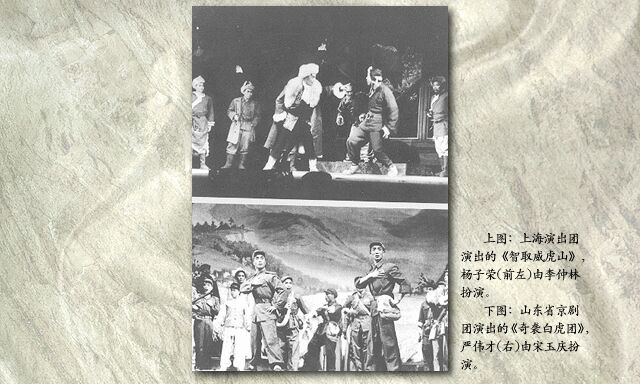 上图：上海演出团
演出的《智取威虎山》，
杨子荣(前左)由李仲林
扮演。
下图：山东省京剧
团演出的《奇袭白虎团》，
严伟才(右)由宋玉庆扮
演。